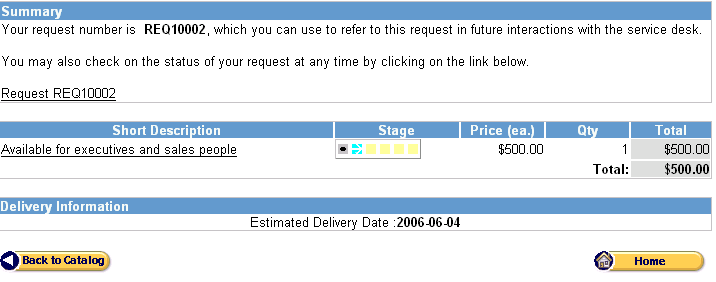 Summary
Your request number is REQ10002, which you can use to refer to this request in future interactions with the service desk.
You may also check on the status of your request at any time by clicking on the link below.
Request REQ10002
Short Description Stage Price (ea.) Qty Total
Available for executives and sales people $500.00 1 $500.00
Total: $500.00
Delivery Information
Estimated Delivery Date :2006-06-04
Back to Catalog Home